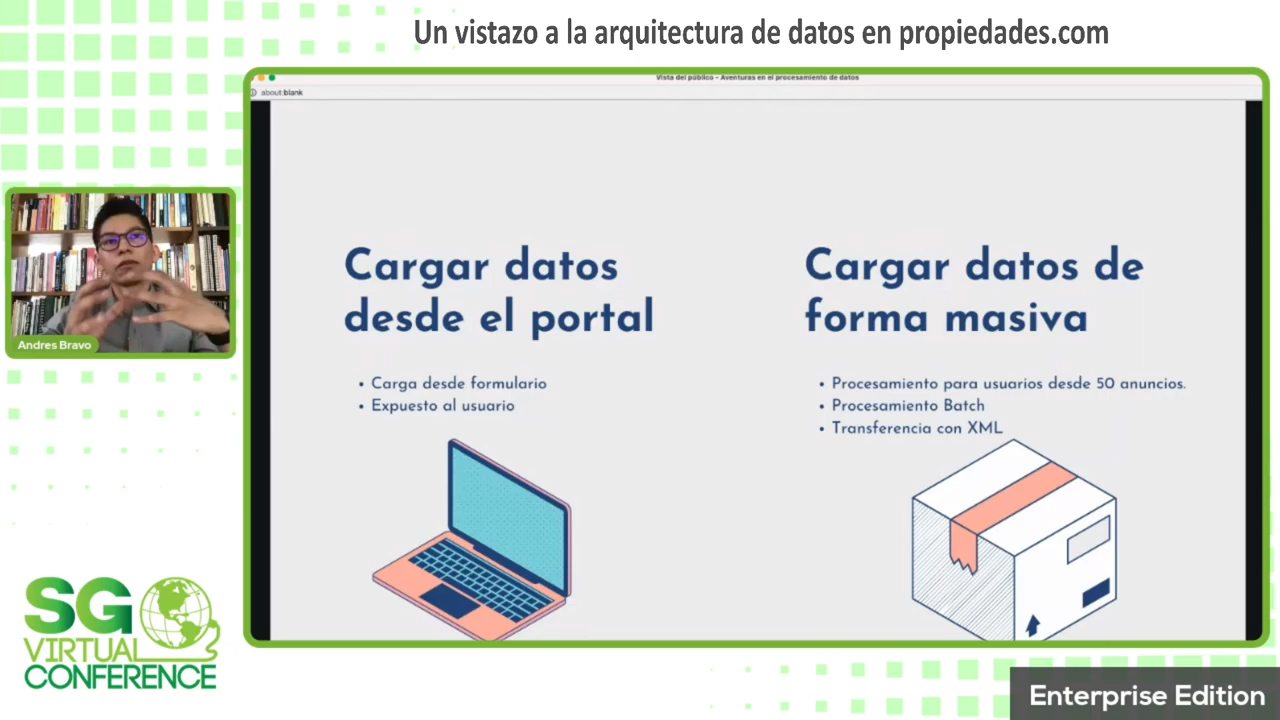 Un vistazo a la arquitectura de datos en propiedades.com
Vista del público - Aventuras en el procesamiento de datos
about:blank
Cargar datos
desde el portal
• Carga desde formulario
• Expuesto al usuario
Cargar datos de
forma masiva
• Procesamiento para usuarios desde 50 anuncios.
• Procesamiento Batch
• Transferencia con XML
Andres Bravo
SG
VIRTUAL
CONFERENCE
Enterprise Edition